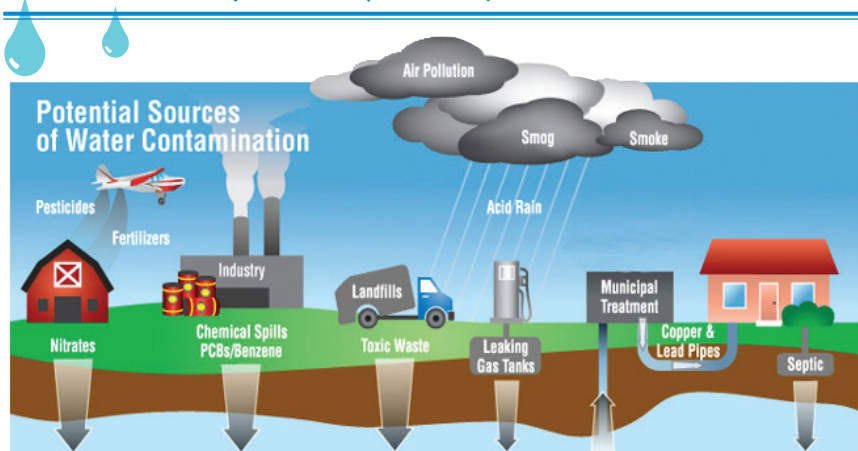 Potential Sources
of Water Contamination
Air Pollution
Smog
Smoke
Acid Rain
Pesticides
Fertilizers
Industry
Landfills
Municipal
Treatment
Nitrates
Chemical Spills
PCBs/Benzene
Toxic Waste
Leaking
Gas Tanks
Copper &
Lead Pipes
Septic